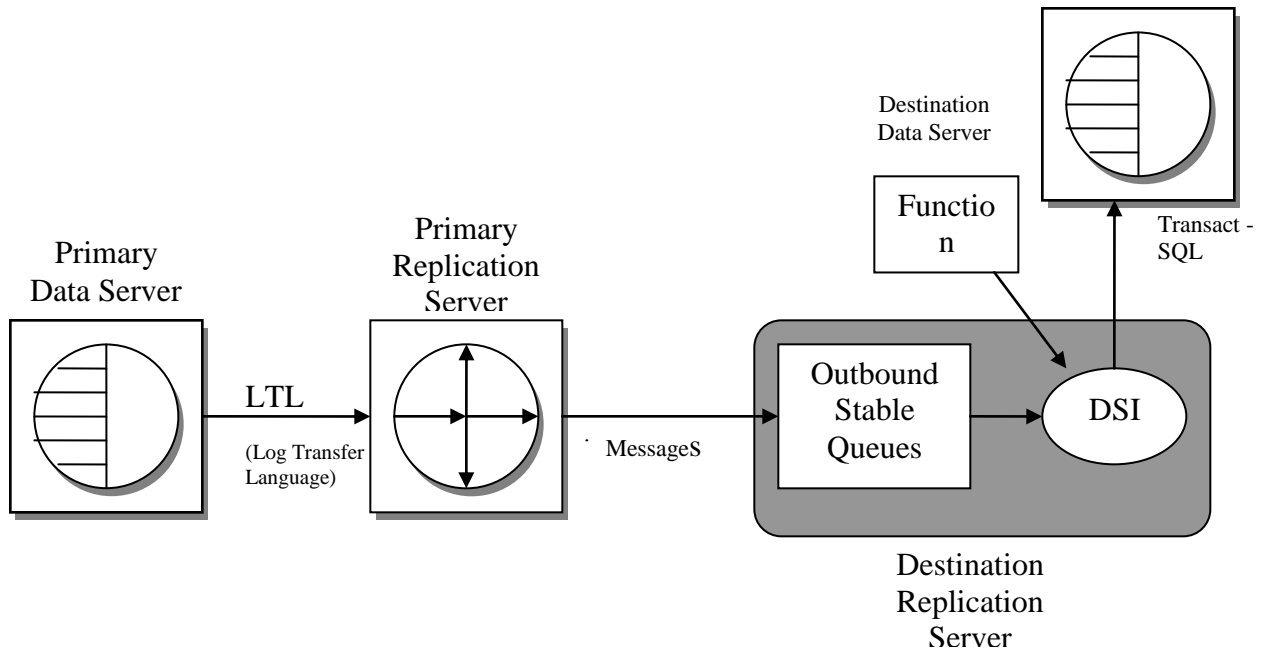 Primary
Data Server
LTL
(Log Transfer
Language)
Primary
Replication
Server
MessageS
Outbound
Stable
Queues
DSI
Functio
n
Destination
Data Server
Transact -
SQL
Destination
Replication
Server